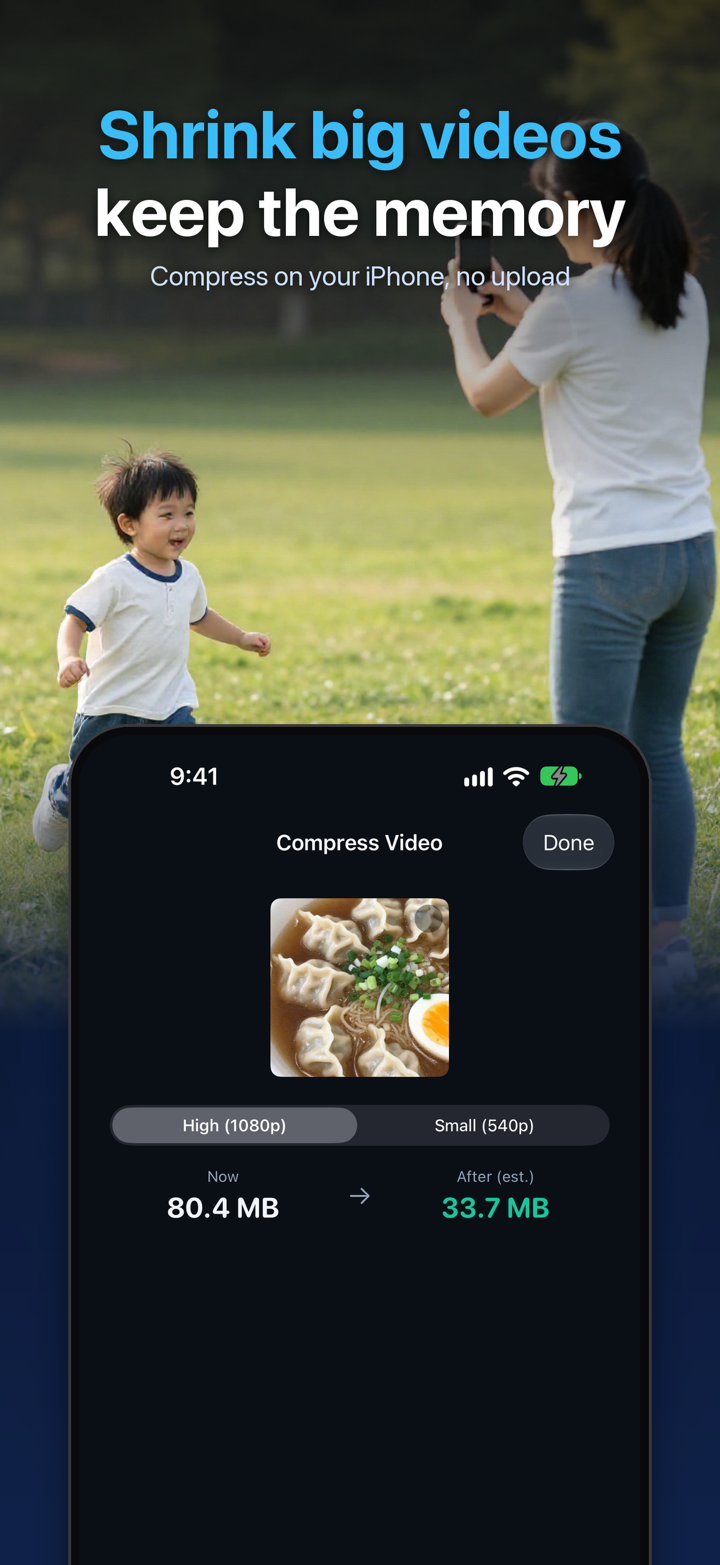 Shrink big videos
keep the memory
Compress on your iPhone, no upload
9:41
Compress Video
Done
High (1080p)
Small (540p)
Now
After (est.)
80.4 MB
→
33.7 MB